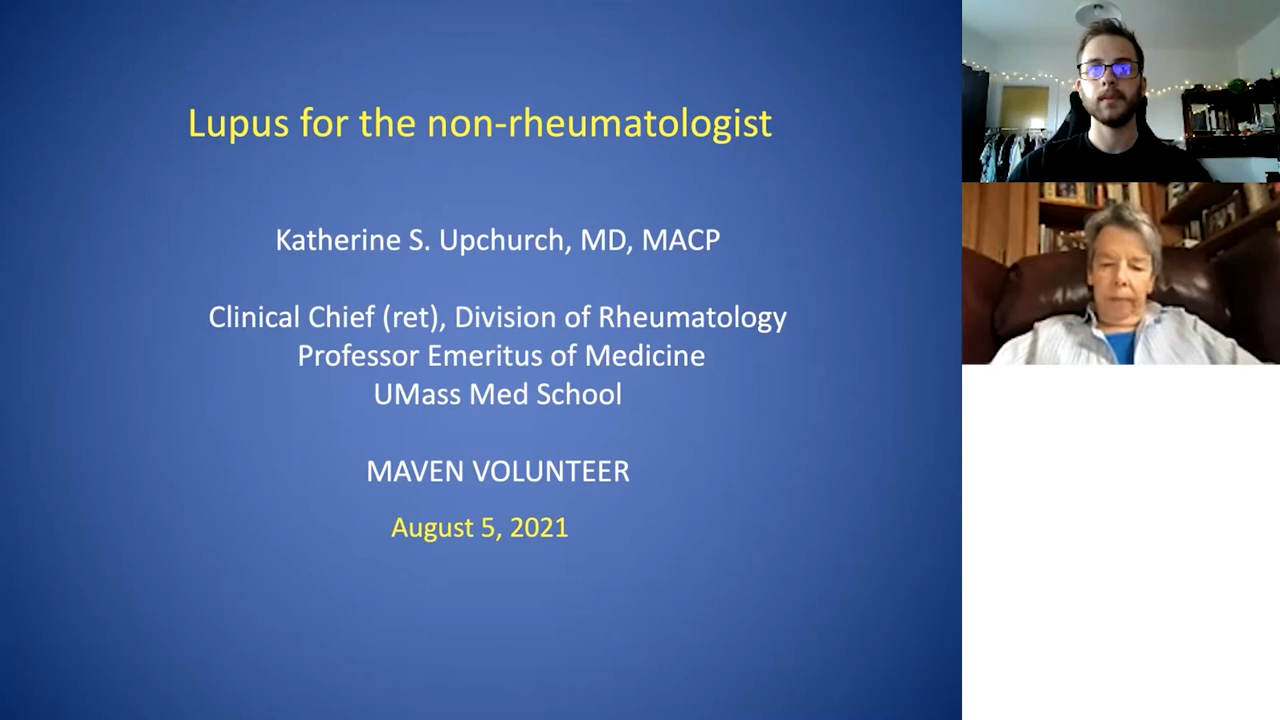 Lupus for the non-rheumatologist
Katherine S. Upchurch, MD, MACP
Clinical Chief (ret), Division of Rheumatology
Professor Emeritus of Medicine
UMass Med School
MAVEN VOLUNTEER
August 5, 2021